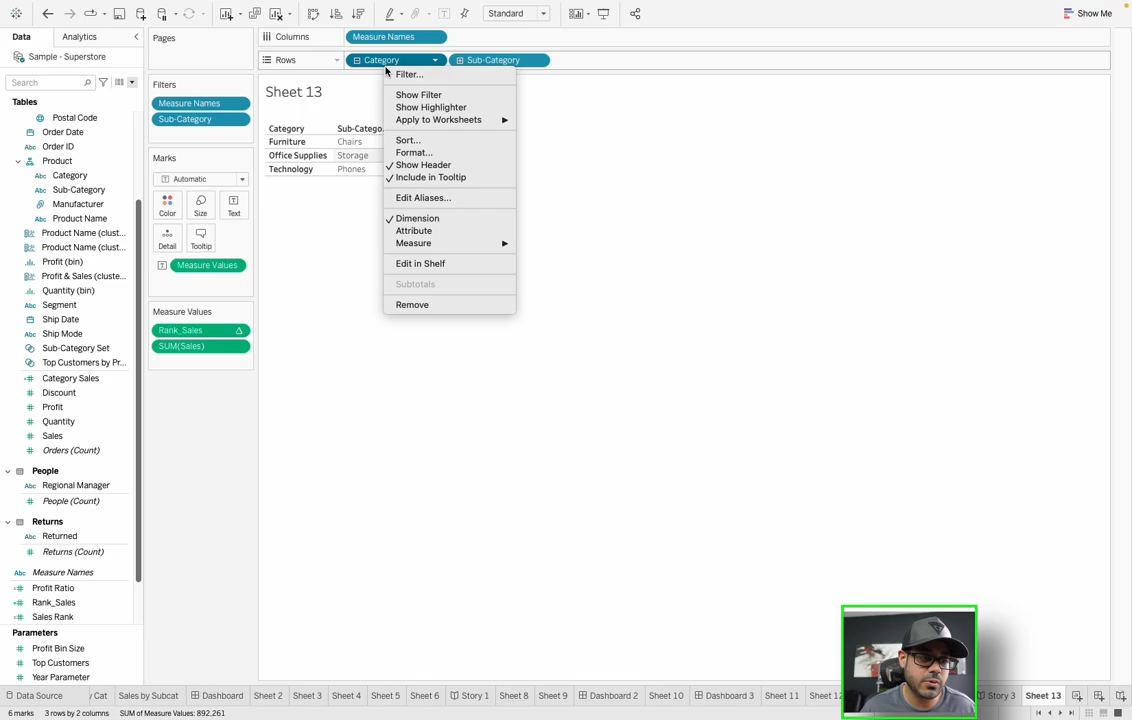 Standard
Show Me
Data
Analytics
Pages
Columns
Measure Names
Sample - Superstore
Rows
Category
Sub-Category
Search
Filters
Measure Names
Sub-Category
Tables
Postal Code
Order Date
Order ID
Product
Category
Sub-Category
Manufacturer
Product Name
Product Name (clust...
Product Name (clust...
Profit (bin)
Profit & Sales (cluste...
Quantity (bin)
Segment
Ship Date
Ship Mode
Sub-Category Set
Top Customers by Pr...
Category Sales
Discount
Profit
Quantity
Sales
Orders (Count)
People
Regional Manager
People (Count)
Returns
Returned
Returns (Count)
Measure Names
Profit Ratio
Rank_Sales
Sales Rank
Parameters
Profit Bin Size
Top Customers
Year Parameter
Marks
Automatic
Color
Size
Text
Detail
Tooltip
Measure Values
Measure Values
Rank_Sales
SUM(Sales)
Sheet 13
Category Sub-Catego..
Furniture Chairs
Office Supplies Storage
Technology Phones
Filter...
Show Filter
Show Highlighter
Apply to Worksheets
Sort...
Format...
Show Header
Include in Tooltip
Edit Aliases...
Dimension
Attribute
Measure
Edit in Shelf
Subtotals
Remove
Data Source
y Cat
Sales by Subcat
Dashboard
Sheet 2
Sheet 3
Sheet 4
Sheet 5
Sheet 6
Story 1
Sheet 8
Sheet 9
Dashboard 2
Sheet 10
Dashboard 3
Sheet 11
Sheet 12
Story 3
Sheet 13
6 marks 3 rows by 2 columns SUM of Measure Values: 892,261